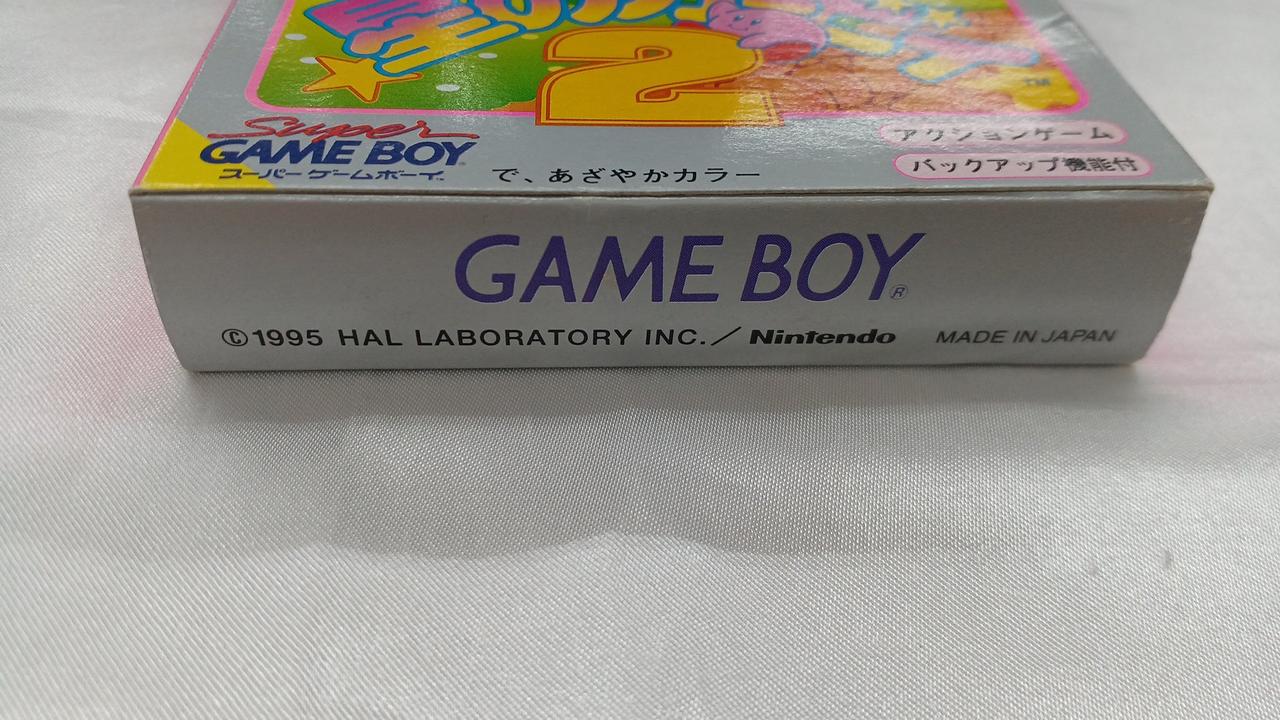 2
TM
Super
GAME BOY
スーパーゲームボーイ
で、あざやかカラー
アクションゲーム
バックアップ機能付
GAME BOY®
©1995 HAL LABORATORY INC.／Nintendo MADE IN JAPAN